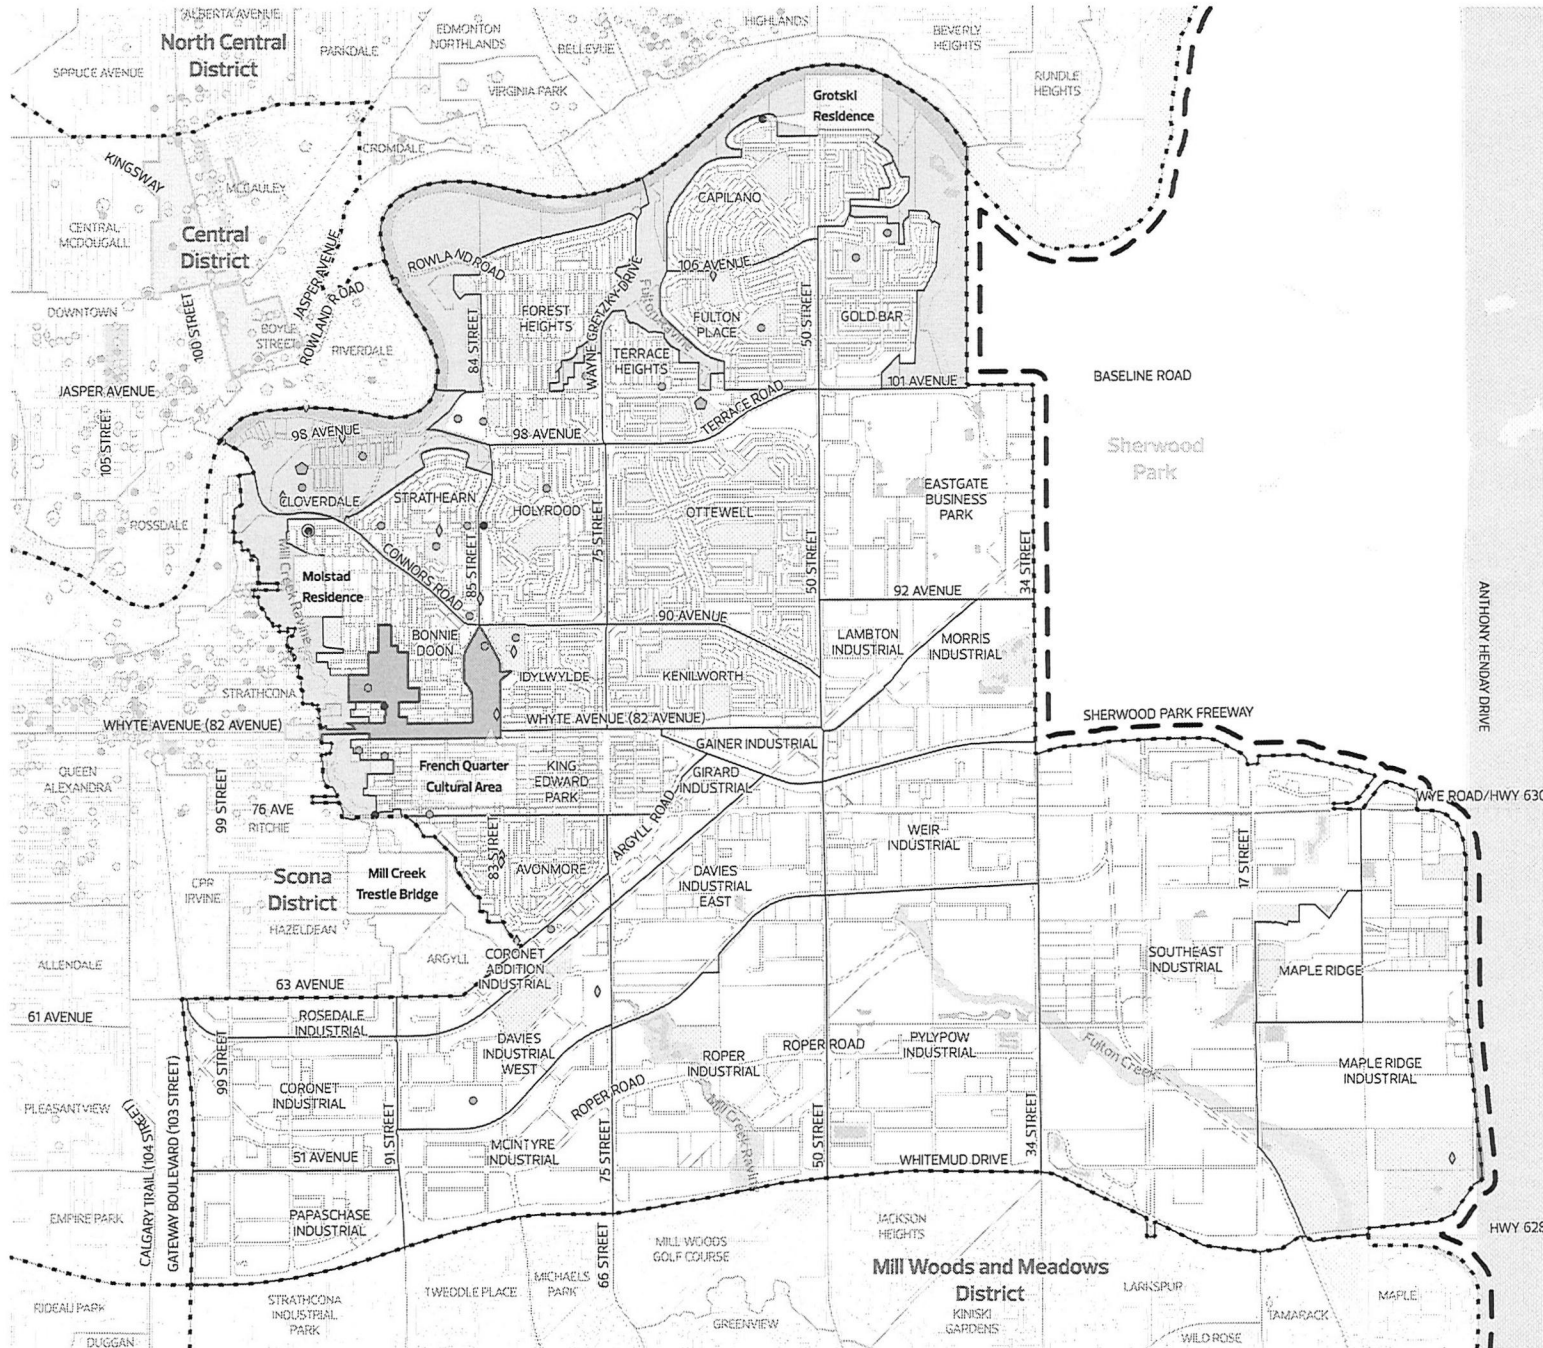 ALBERTA AVENUE
North Central
District
PARKDALE
SPRUCE AVENUE
EDMONTON
NORTHLANDS
BELLEVUE
HIGHLANDS
BEVERLY
HEIGHTS
RUNDLE
HEIGHTS
VIRGINIA PARK
Grotski
Residence
CROMDALE
KINGSWAY
MCCAULEY
CENTRAL
MCDOUGALL
Central
District
CAPILANO
JASPER AVENUE
ROWLAND ROAD
ROWLAND ROAD
106 AVENUE
WAYNE GRETZKY DRIVE
Fulton Ravine
DOWNTOWN
100 STREET
BOYLE
STREET
RIVERDALE
84 STREET
FOREST
HEIGHTS
FULTON
PLACE
50 STREET
GOLD BAR
TERRACE
HEIGHTS
JASPER AVENUE
101 AVENUE
BASELINE ROAD
TERRACE ROAD
105 STREET
98 AVENUE
98 AVENUE
Sherwood
Park
CLOVERDALE
STRATHEARN
HOLYROOD
OTTEWELL
EASTGATE
BUSINESS
PARK
ROSSDALE
CONNORS ROAD
85 STREET
75 STREET
50 STREET
34 STREET
Mill Creek Ravine
Molstad
Residence
92 AVENUE
90 AVENUE
BONNIE
DOON
LAMBTON
INDUSTRIAL
MORRIS
INDUSTRIAL
ANTHONY HENDAY DRIVE
STRATHCONA
IDYLWYLDE
KENILWORTH
WHYTE AVENUE (82 AVENUE)
WHYTE AVENUE (82 AVENUE)
SHERWOOD PARK FREEWAY
GAINER INDUSTRIAL
French Quarter
Cultural Area
KING
EDWARD
PARK
GIRARD
INDUSTRIAL
QUEEN
ALEXANDRA
99 STREET
76 AVE
RITCHIE
WYE ROAD/HWY 630
ARGYLL ROAD
WEIR
INDUSTRIAL
17 STREET
83 STREET
AVONMORE
Mill Creek
Trestle Bridge
Scona
District
CPR
IRVINE
DAVIES
INDUSTRIAL
EAST
HAZELDEAN
ALLENDALE
ARGYLL
CORONET
ADDITION
INDUSTRIAL
SOUTHEAST
INDUSTRIAL
MAPLE RIDGE
63 AVENUE
61 AVENUE
ROSEDALE
INDUSTRIAL
DAVIES
INDUSTRIAL
WEST
ROPER ROAD
ROPER
INDUSTRIAL
PYLYPOW
INDUSTRIAL
Fulton Creek
MAPLE RIDGE
INDUSTRIAL
99 STREET
CORONET
INDUSTRIAL
ROPER ROAD
Mill Creek Ravine
PLEASANTVIEW
CALGARY TRAIL (104 STREET)
GATEWAY BOULEVARD (103 STREET)
91 STREET
75 STREET
50 STREET
34 STREET
51 AVENUE
MCINTYRE
INDUSTRIAL
WHITEMUD DRIVE
EMPIRE PARK
PAPASCHASE
INDUSTRIAL
66 STREET
MILL WOODS
GOLF COURSE
JACKSON
HEIGHTS
HWY 628
Mill Woods and Meadows
District
RIDEAU PARK
DUGGAN
STRATHCONA
INDUSTRIAL
PARK
TWEDDLE PLACE
MICHAELS
PARK
GREENVIEW
KINISKI
GARDENS
LARKSPUR
WILD ROSE
TAMARACK
MAPLE